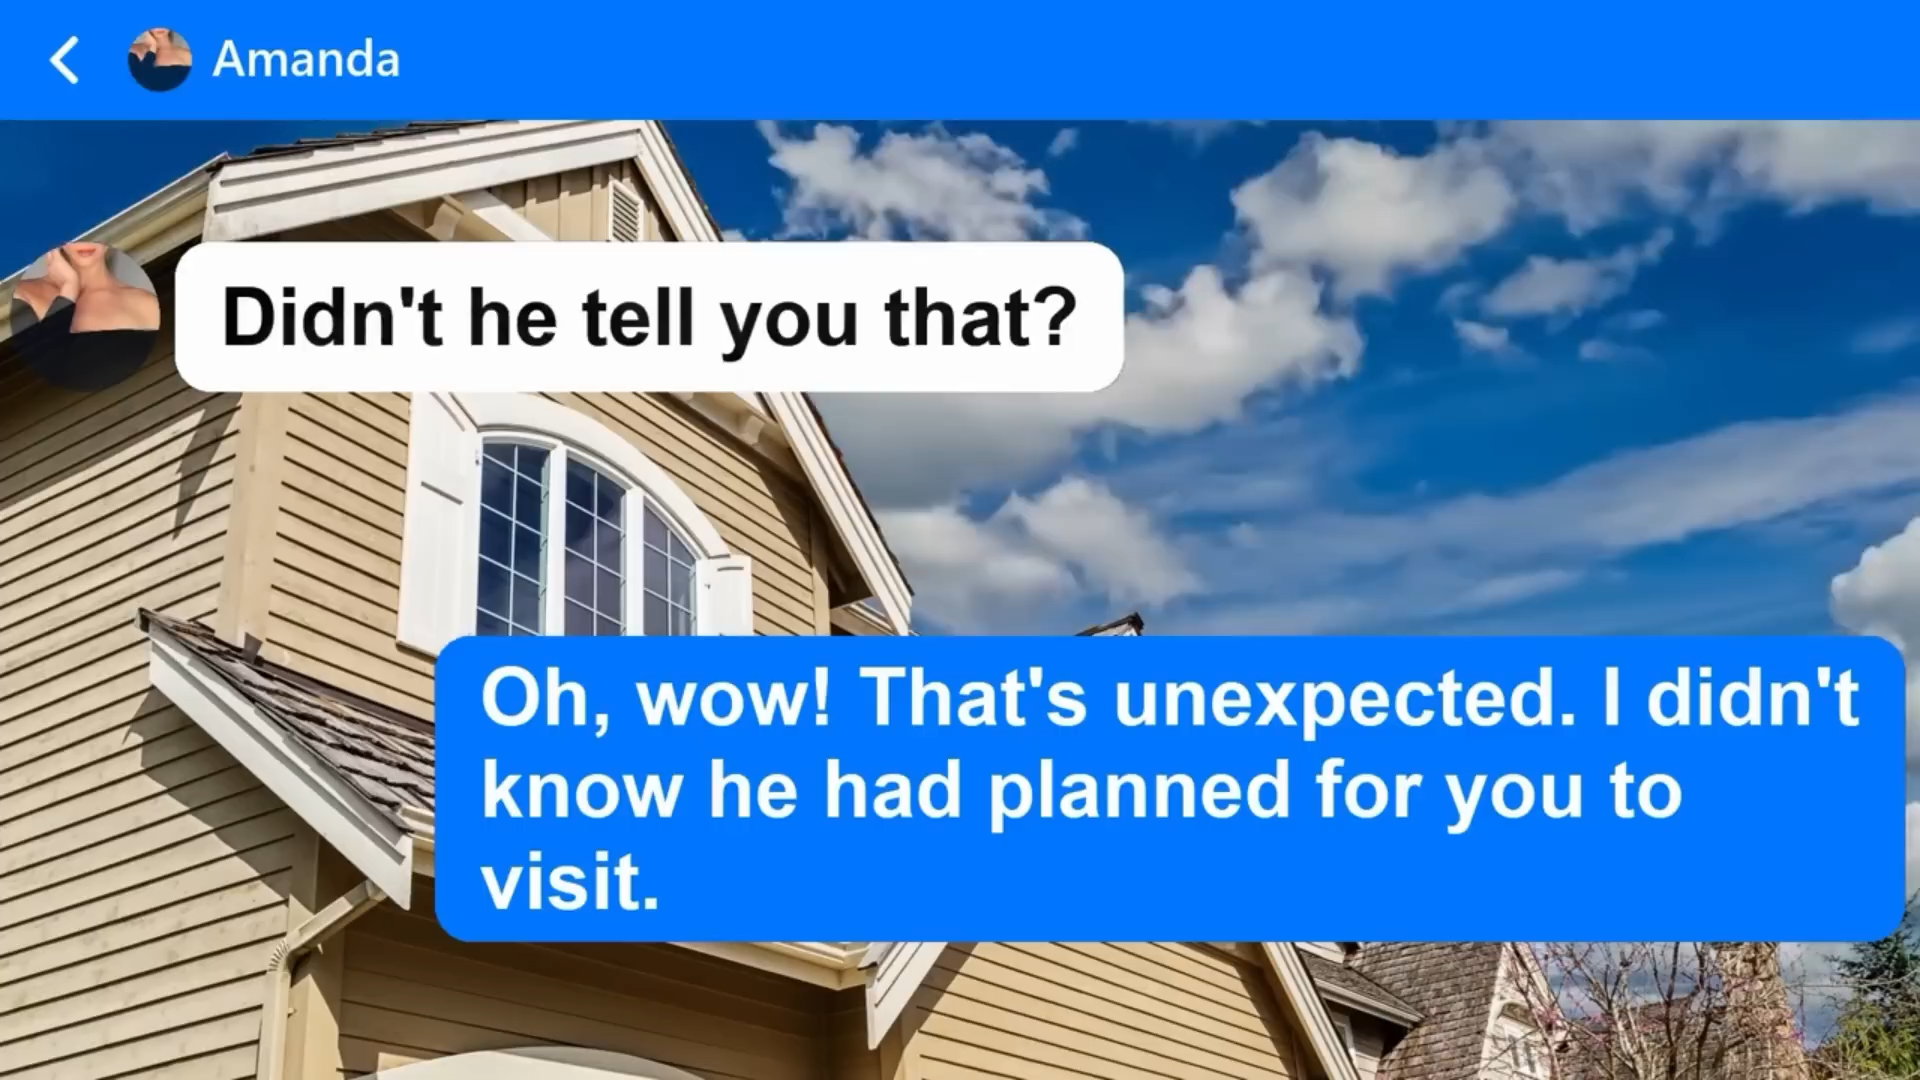 Amanda
Didn't he tell you that?
Oh, wow! That's unexpected. I didn't
know he had planned for you to
visit.